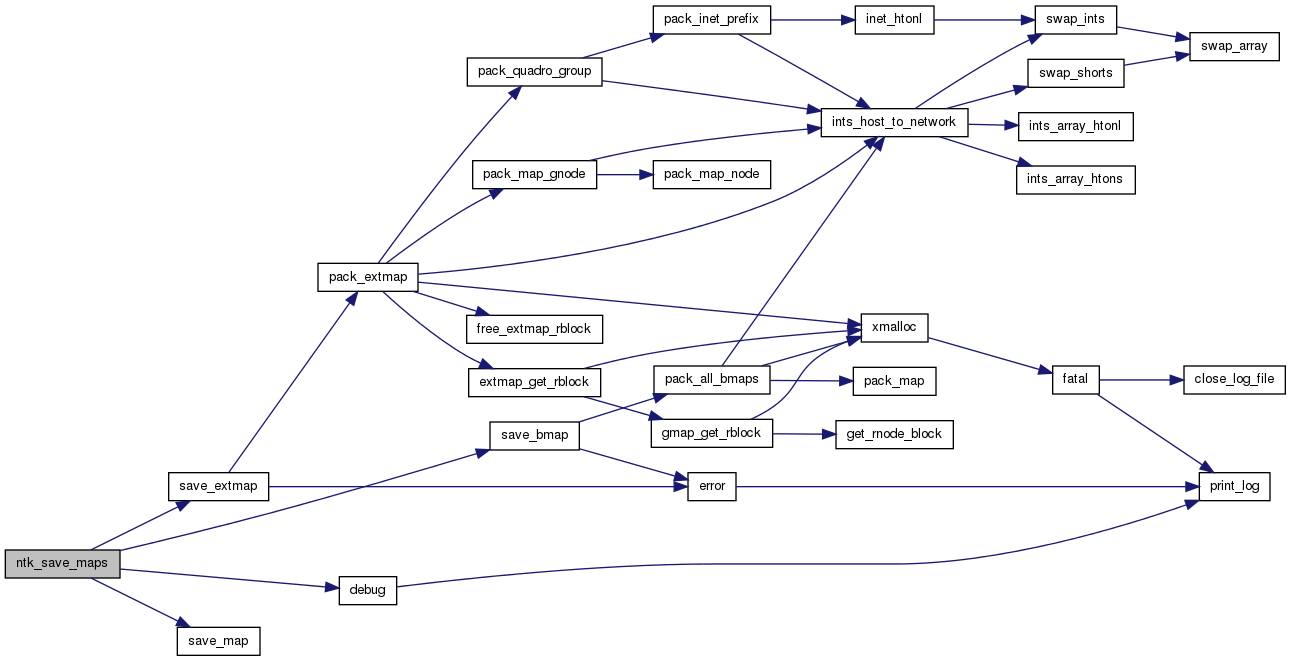 pack_inet_prefix
inet_htonl
swap_ints
swap_array
pack_quadro_group
swap_shorts
ints_host_to_network
ints_array_htonl
pack_map_gnode
pack_map_node
ints_array_htons
pack_extmap
free_extmap_rblock
xmalloc
extmap_get_rblock
pack_all_bmaps
pack_map
fatal
close_log_file
save_bmap
gmap_get_rblock
get_rnode_block
save_extmap
error
print_log
ntk_save_maps
debug
save_map